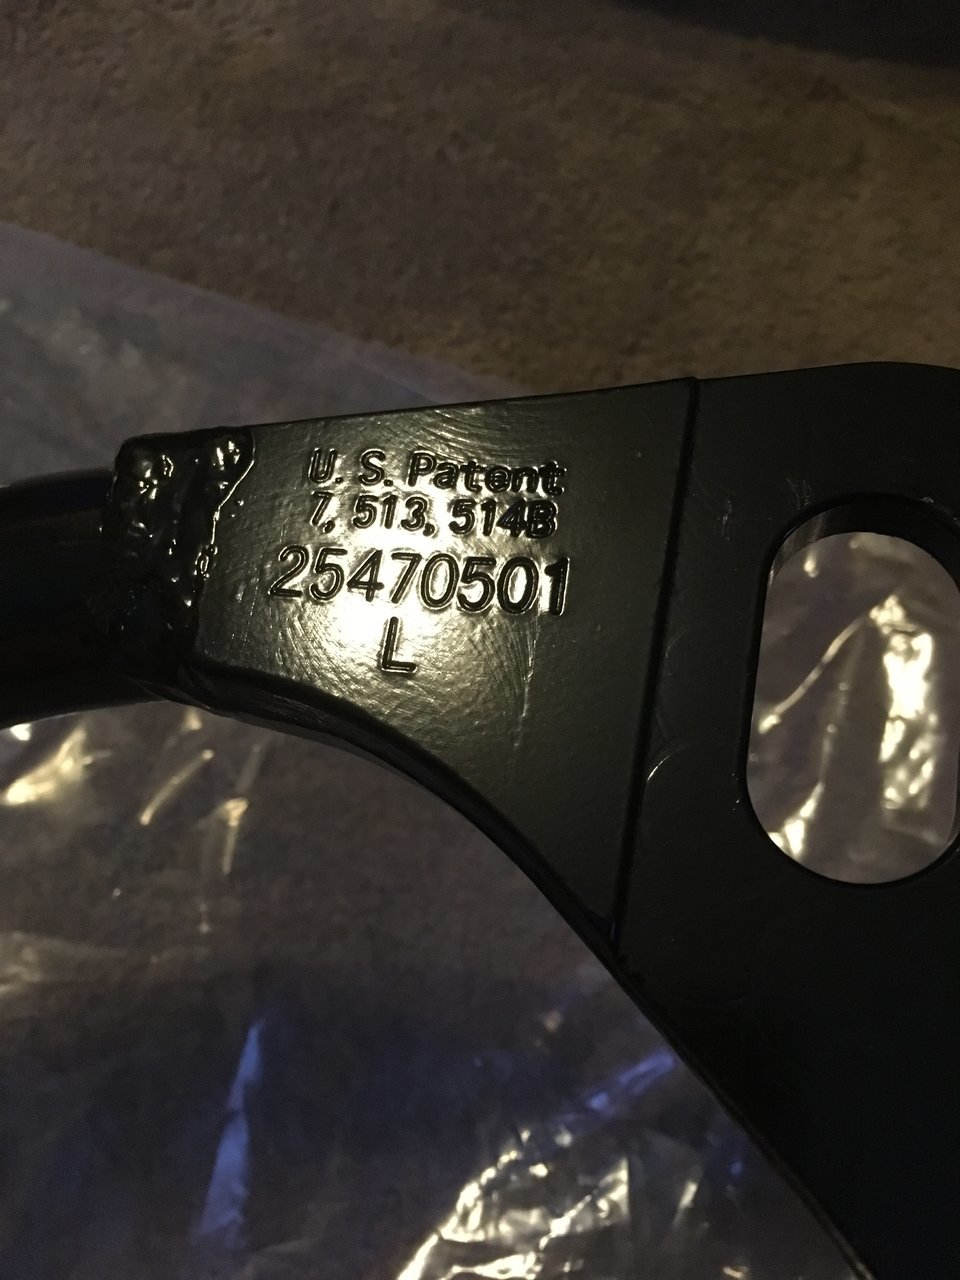 U. S. Patent
7, 513, 514B
25470501
L